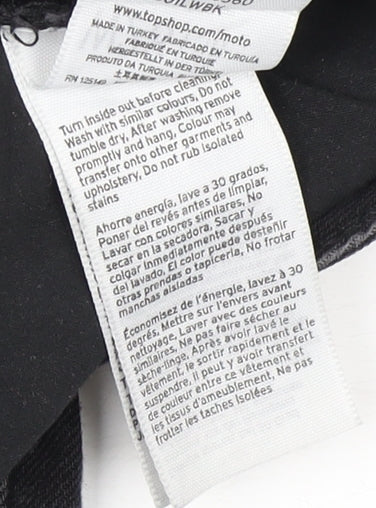 www.topshop.com/moto
MADE IN TURKEY FABRICADO EN TURQUÍA
FABRIQUÉ EN TURQUIE
HERGESTELLT IN DER TÜRKEI
PRODUTO DA TURQUIA
Turn inside out before cleaning,
Wash with similar colours, Do not
tumble dry, After washing remove
promptly and hang, Colour may
transfer onto other garments and
upholstery, Do not rub isolated
stains
Ahorre energía, lave a 30 grados,
Poner del revés antes de limpiar,
Lavar con colores similares, No
secar en la secadora, Sacar y
colgar inmediatamente después
del lavado, El color puede desteñir
otras prendas o tapicería, No frotar
manchas aisladas
Économisez de l'énergie, lavez à 30
degrés, Mettre sur l'envers avant
nettoyage, Laver avec des couleurs
similaires, Ne pas faire sécher au
sèche-linge, Après avoir lavé le
vêtement, le sortir rapidement et le
suspendre, Il peut y avoir transfert
de couleur entre ce vêtement et
les tissus d'ameublement, Ne pas
frotter les taches isolées